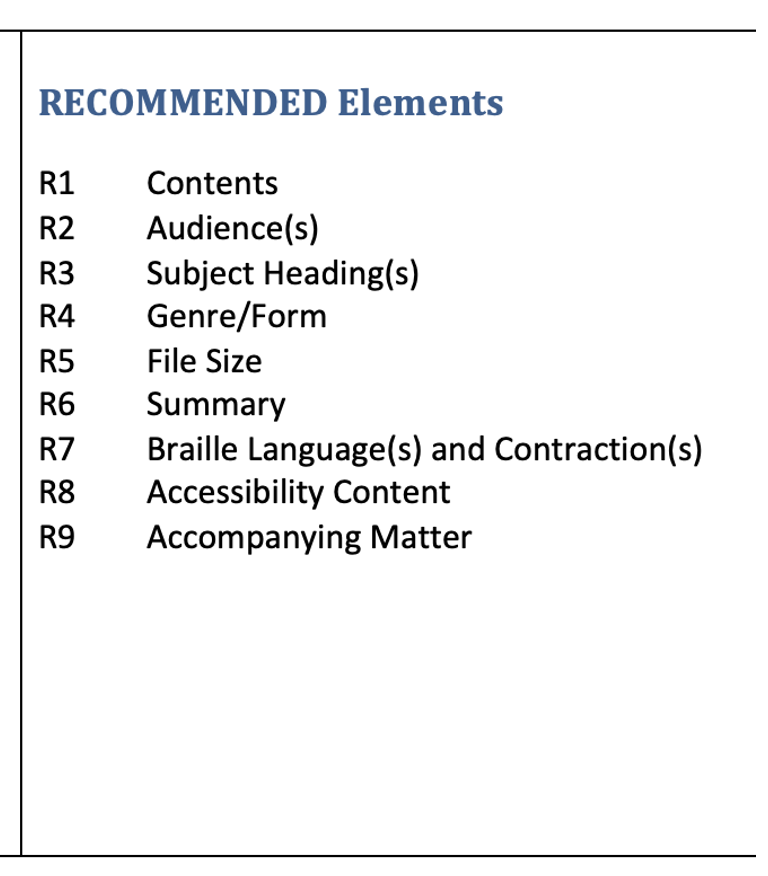 RECOMMENDED Elements
R1 Contents
R2 Audience(s)
R3 Subject Heading(s)
R4 Genre/Form
R5 File Size
R6 Summary
R7 Braille Language(s) and Contraction(s)
R8 Accessibility Content
R9 Accompanying Matter